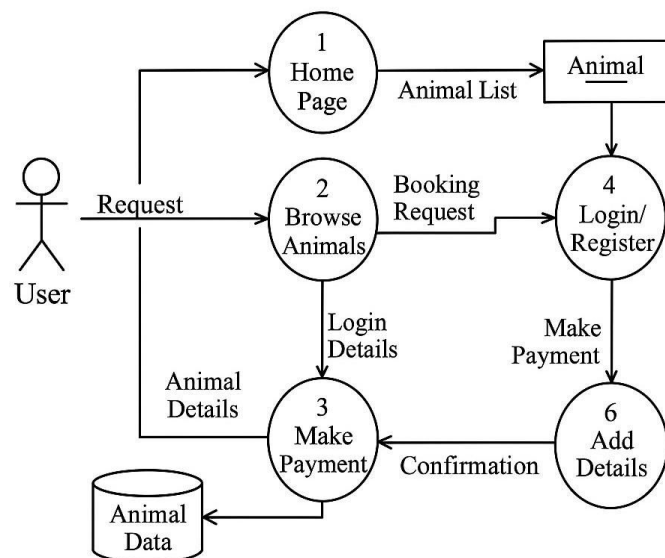 1
Home
Page
Animal List
Animal
2
Browse
Animals
Booking
Request
4
Login/
Register
Request
User
Login
Details
Make
Payment
Animal
Details
3
Make
Payment
Confirmation
6
Add
Details
Animal
Data